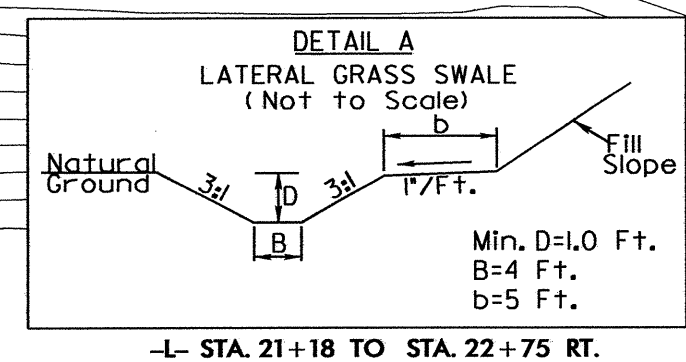 DETAIL A
LATERAL GRASS SWALE
(Not to Scale)
b
Natural
Ground
3:1
D
3:1
1"/Ft.
Fill
Slope
B
Min. D=1.0 Ft.
B=4 Ft.
b=5 Ft.
-L- STA. 21+18 TO STA. 22+75 RT.